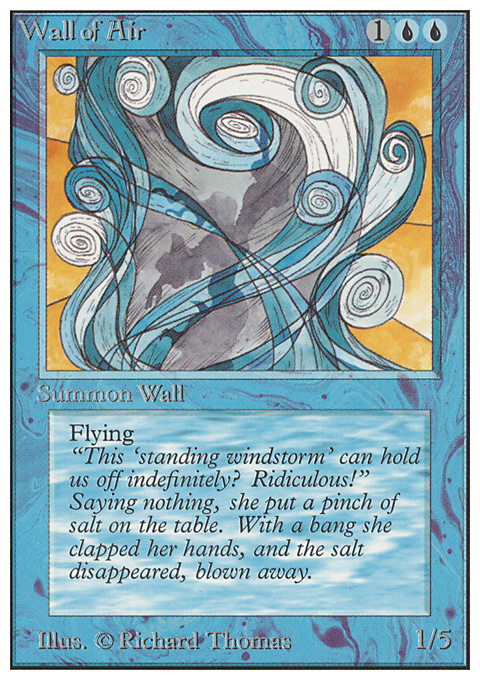 Wall of Air
1
Summon Wall
Flying
“This ‘standing windstorm’ can hold
us off indefinitely? Ridiculous!”
Saying nothing, she put a pinch of
salt on the table. With a bang she
clapped her hands, and the salt
disappeared, blown away.
Illus. © Richard Thomas
1/5